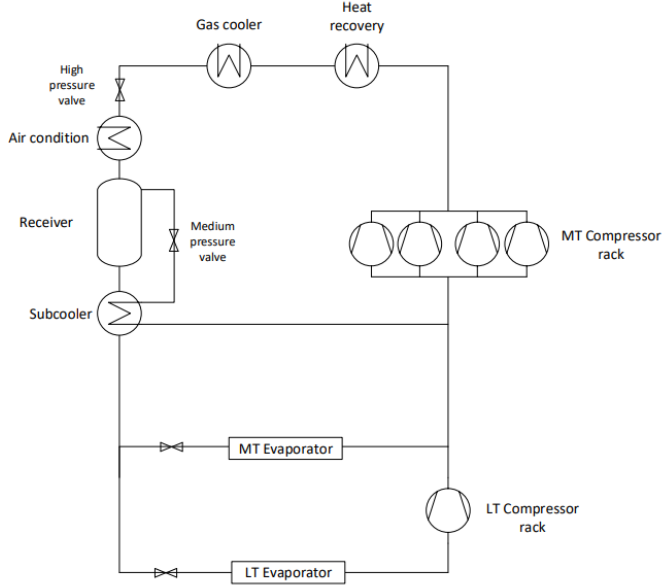 Gas cooler
Heat
recovery
High
pressure
valve
Air condition
Receiver
Medium
pressure
valve
MT Compressor
rack
Subcooler
MT Evaporator
LT Compressor
rack
LT Evaporator